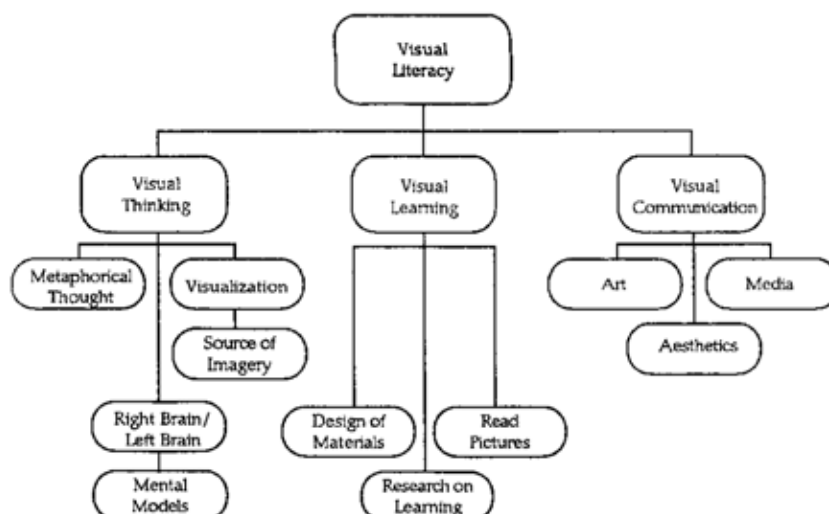 Visual
Literacy
Visual
Thinking
Visual
Learning
Visual
Communication
Metaphorical
Thought
Visualization
Art
Media
Source of
Imagery
Aesthetics
Right Brain/
Left Brain
Design of
Materials
Read
Pictures
Mental
Models
Research on
Learning